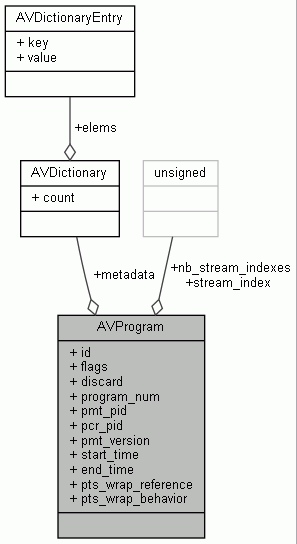 AVDictionaryEntry
+ key
+ value
+elems
AVDictionary
+ count
unsigned
+metadata
+nb_stream_indexes
+stream_index
AVProgram
+ id
+ flags
+ discard
+ program_num
+ pmt_pid
+ pcr_pid
+ pmt_version
+ start_time
+ end_time
+ pts_wrap_reference
+ pts_wrap_behavior